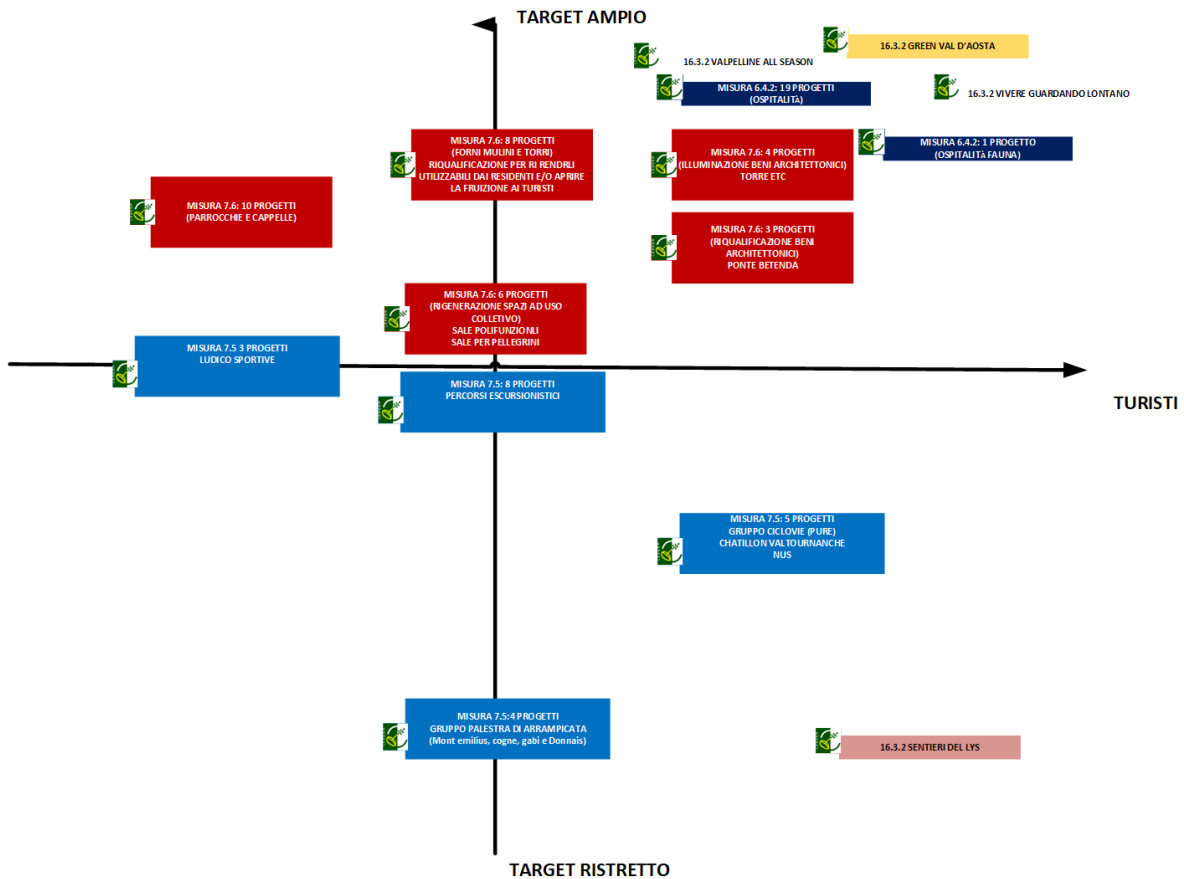 TARGET AMPIO
16.3.2 GREEN VAL D'AOSTA
16.3.2 VALPELLINE ALL SEASON
MISURA 6.4.2: 19 PROGETTI
(OSPITALITÀ)
16.3.2 VIVERE GUARDANDO LONTANO
MISURA 7.6: 8 PROGETTI
(FORNI MULINI E TORRI)
RIQUALIFICAZIONE PER RI RENDRLI
UTILIZZABILI DAI RESIDENTI E/O APRIRE
LA FRUIZIONE AI TURISTI
MISURA 7.6: 4 PROGETTI
(ILLUMINAZIONE BENI ARCHITETTONICI)
TORRE ETC
MISURA 6.4.2: 1 PROGETTO
(OSPITALITÀ FAUNA)
MISURA 7.6: 10 PROGETTI
(PARROCCHIE E CAPPELLE)
MISURA 7.6: 3 PROGETTI
(RIQUALIFICAZIONE BENI
ARCHITETTONICI)
PONTE BETENDA
MISURA 7.6: 6 PROGETTI
(RIGENERAZIONE SPAZI AD USO
COLLETIVO)
SALE POLIFUNZIONLI
SALE PER PELLEGRINI
MISURA 7.5 3 PROGETTI
LUDICO SPORTIVE
MISURA 7.5: 8 PROGETTI
PERCORSI ESCURSIONISTICI
TURISTI
MISURA 7.5: 5 PROGETTI
GRUPPO CICLOVIE (PURE)
CHATILLON VALTOURNANCHE
NUS
MISURA 7.5:4 PROGETTI
GRUPPO PALESTRA DI ARRAMPICATA
(Mont emilius, cogne, gabi e Donnais)
16.3.2 SENTIERI DEL LYS
TARGET RISTRETTO